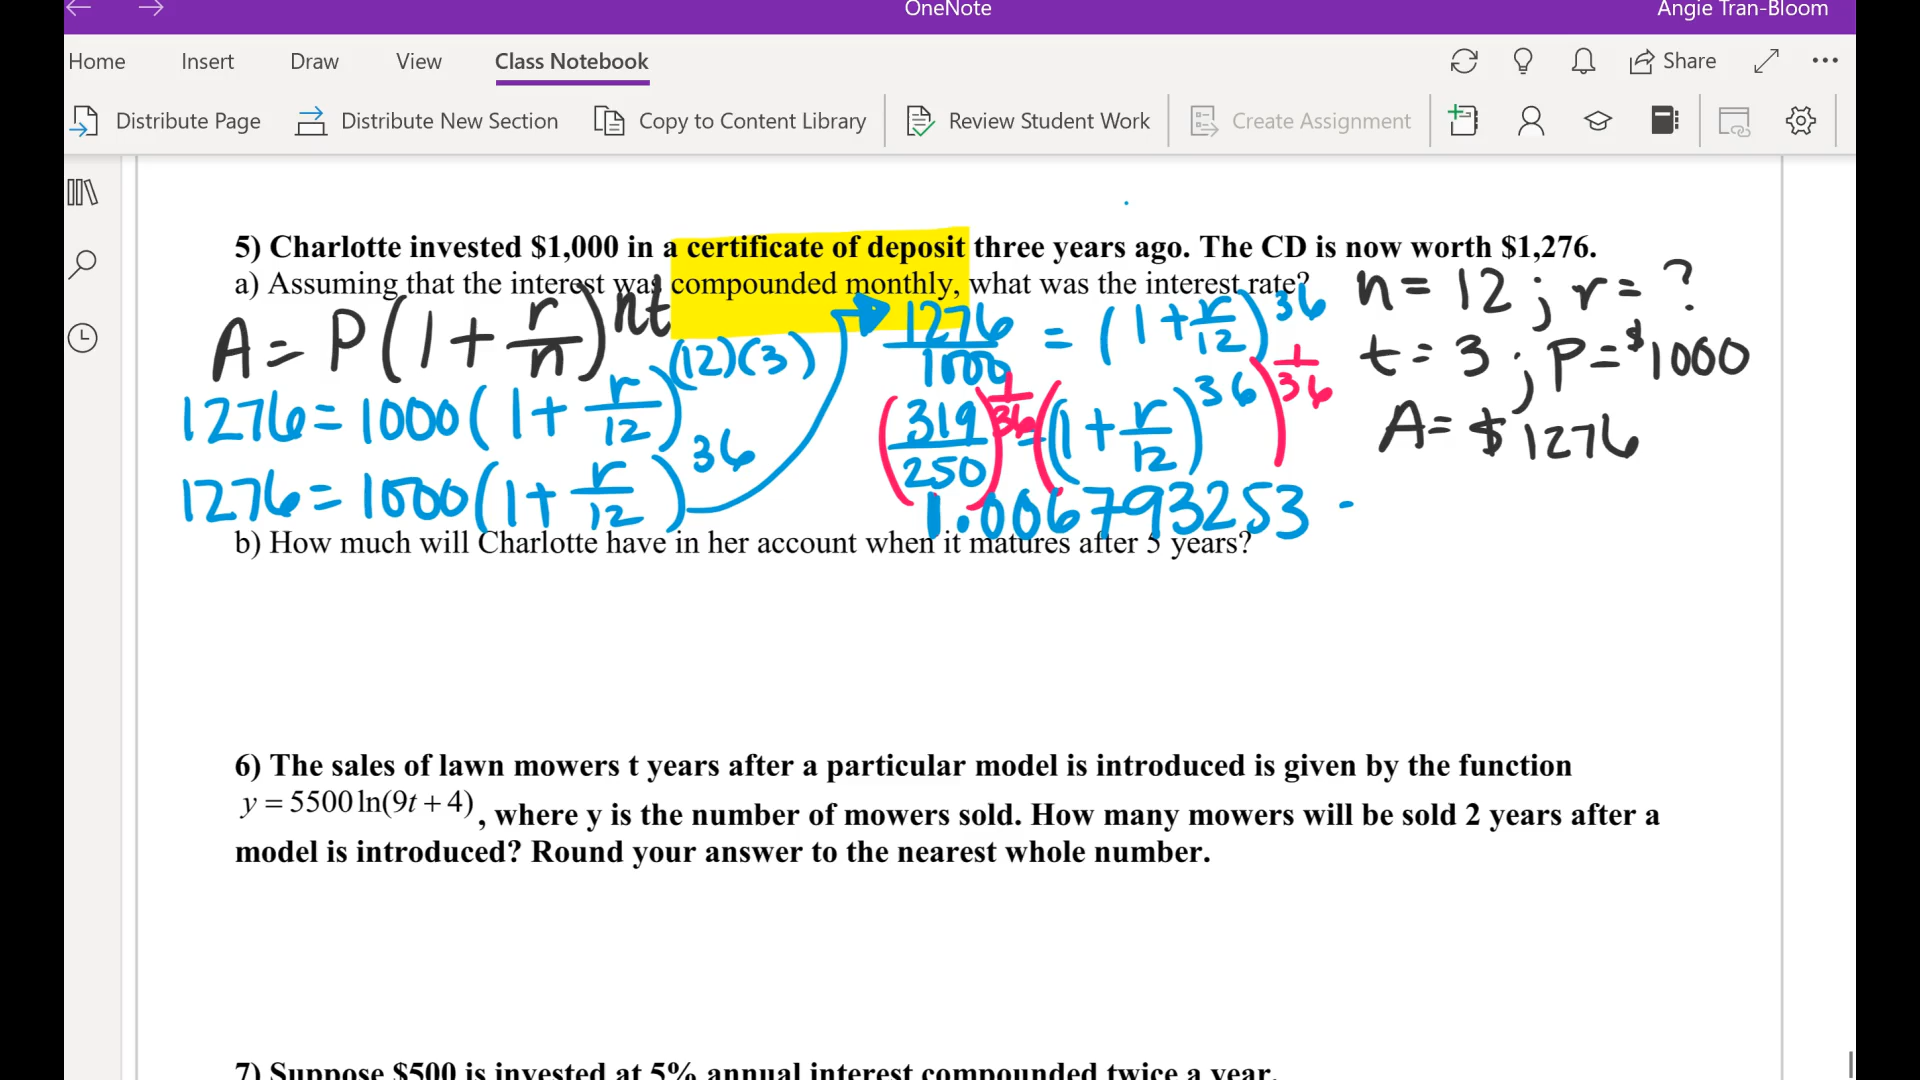 OneNote Angie Tran-Bloom
Home Insert Draw View Class Notebook Share
Distribute Page Distribute New Section Copy to Content Library Review Student Work Create Assignment
5) Charlotte invested $1,000 in a certificate of deposit three years ago. The CD is now worth $1,276.
a) Assuming that the interest was compounded monthly, what was the interest rate?
n = 12 ; r = ?
t = 3 ; P = $1000
A = $1276
A = P(1 + r/n)^nt
1276 = 1000(1 + r/12)^(12)(3)
1276 = 1000(1 + r/12)^36
1276/1000 = (1 + r/12)^36
(319/250)^1/36 = ((1 + r/12)^36)^1/36
1.006793253 -
b) How much will Charlotte have in her account when it matures after 5 years?
6) The sales of lawn mowers t years after a particular model is introduced is given by the function
y = 5500 ln(9t + 4) , where y is the number of mowers sold. How many mowers will be sold 2 years after a
model is introduced? Round your answer to the nearest whole number.
7) Suppose $500 is invested at 5% annual interest compounded twice a year.